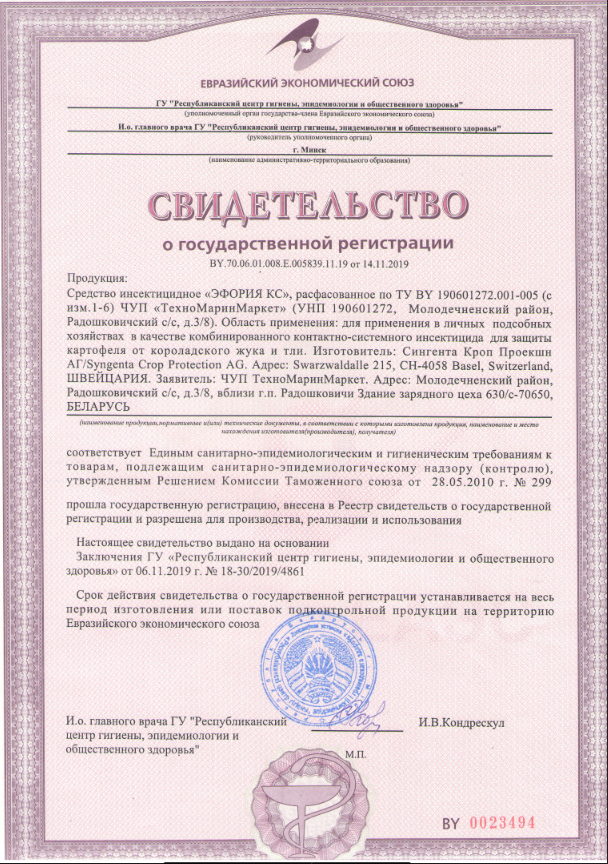 ЕВРАЗИЙСКИЙ ЭКОНОМИЧЕСКИЙ СОЮЗ
ГУ "Республиканский центр гигиены, эпидемиологии и общественного здоровья"
(уполномоченный орган государства-члена Евразийского экономического союза)
И.о. главного врача ГУ "Республиканский центр гигиены, эпидемиологии и общественного здоровья"
(руководитель уполномоченного органа)
г. Минск
(наименование административно-территориального образования)
СВИДЕТЕЛЬСТВО
о государственной регистрации
BY.70.06.01.008.E.005839.11.19 от 14.11.2019
Продукция:
Средство инсектицидное «ЭФОРИЯ КС», расфасованное по ТУ BY 190601272.001-005 (с
изм.1-6) ЧУП «ТехноМаринМаркет» (УНП 190601272, Молодечненский район,
Радошковичский с/с, д.3/8). Область применения: для применения в личных подсобных
хозяйствах в качестве комбинированного контактно-системного инсектицида для защиты
картофеля от короладского жука и тли. Изготовитель: Сингента Кроп Проекшн
АГ/Syngenta Crop Protection AG. Адрес: Swarzwaldalle 215, CH-4058 Basel, Switzerland,
ШВЕЙЦАРИЯ. Заявитель: ЧУП ТехноМаринМаркет. Адрес: Молодечненский район,
Радошковичский с/с, д.3/8, вблизи г.п. Радошковичи Здание зарядного цеха 630/с-70650,
БЕЛАРУСЬ
(наименование продукции,нормативные и(или) технические документы, в соответствии с которыми изготовлена продукция, наименование и место
нахождения изготовителя(производителя), получателя)
соответствует Единым санитарно-эпидемиологическим и гигиеническим требованиям к
товарам, подлежащим санитарно-эпидемиологическому надзору (контролю),
утвержденным Решением Комиссии Таможенного союза от 28.05.2010 г. № 299
прошла государственную регистрацию, внесена в Реестр свидетельств о государственной
регистрации и разрешена для производства, реализации и использования
Настоящее свидетельство выдано на основании
Заключения ГУ «Республиканский центр гигиены, эпидемиологии и общественного
здоровья» от 06.11.2019 г. № 18-30/2019/4861
Срок действия свидетельства о государственной регистрации устанавливается на весь
период изготовления или поставок подконтрольной продукции на территорию
Евразийского экономического союза
И.о. главного врача ГУ "Республиканский
центр гигиены, эпидемиологии и
общественного здоровья"
И.В.Кондрескул
М.П.
BY 0023494